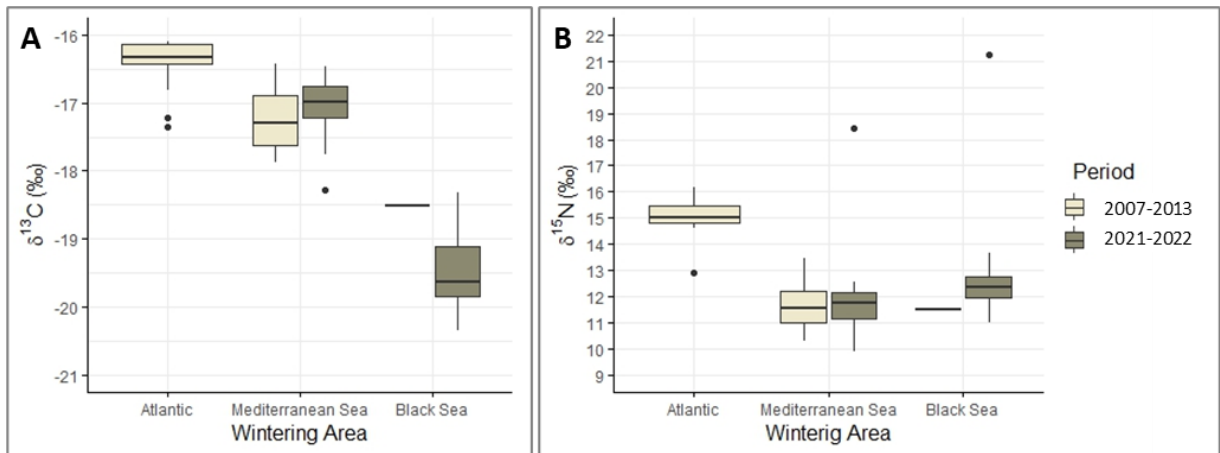 A
-16
-17
-18
-19
-20
-21
δ13C (‰)
Atlantic
Mediterranean Sea
Black Sea
Wintering Area
B
22
21
20
19
18
17
16
15
14
13
12
11
10
9
δ15N (‰)
Atlantic
Mediterranean Sea
Black Sea
Winterig Area
Period
2007-2013
2021-2022